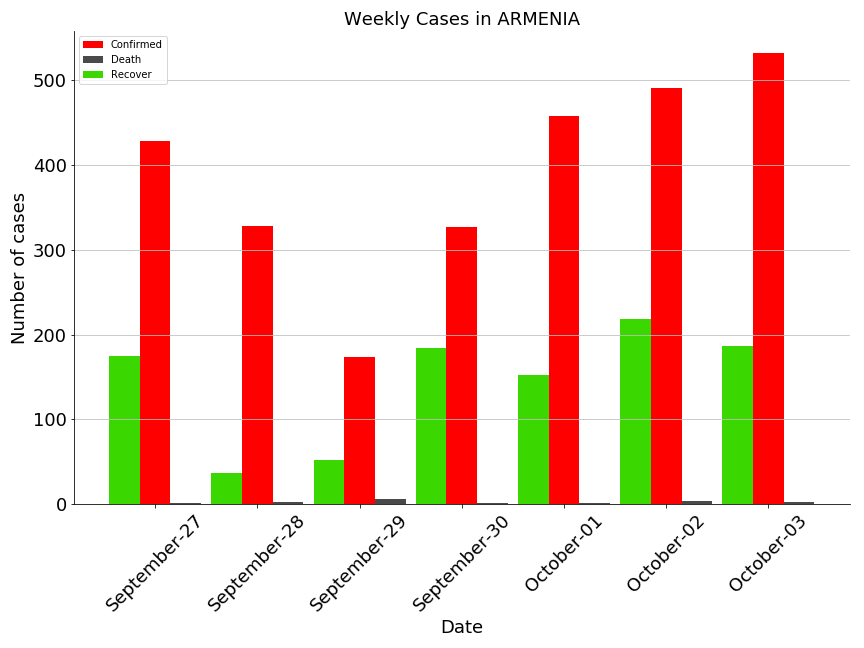 Weekly Cases in ARMENIA
Confirmed
Death
Recover
Number of cases
500
400
300
200
100
0
September-27
September-28
September-29
September-30
October-01
October-02
October-03
Date